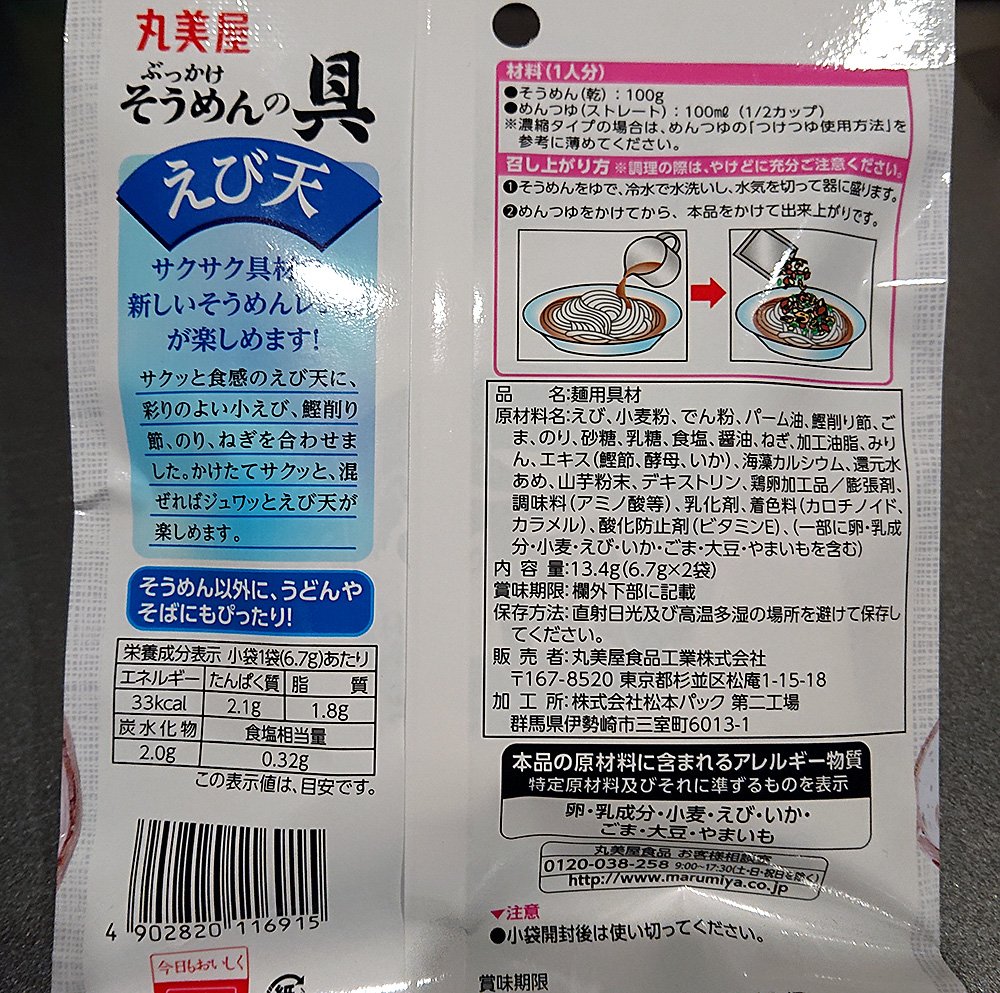 丸美屋
ぶっかけ
そうめんの具
えび天
サクサク具材
新しいそうめんレ
が楽しめます!
サクッと食感のえび天に、
彩りのよい小えび、鰹削り
節、のり、ねぎを合わせま
した。かけたてサクッと、混
ぜればジュワッとえび天が
楽しめます。
そうめん以外に、うどんや
そばにもぴったり!
栄養成分表示 小袋1袋(6.7g)あたり
エネルギー たんぱく質 脂質
33kcal 2.1g 1.8g
炭水化物 食塩相当量
2.0g 0.32g
この表示値は、目安です。
4 902820 116915
今日もおいしく
材料(1人分)
●そうめん(乾):100g
●めんつゆ(ストレート):100㎖(1/2カップ)
※濃縮タイプの場合は、めんつゆの「つけつゆ使用方法」を
参考に薄めてください。
召し上がり方 ※調理の際は、やけどに充分ご注意ください。
❶そうめんをゆで、冷水で水洗いし、水気を切って器に盛ります。
❷めんつゆをかけてから、本品をかけて出来上がりです。
品名:麺用具材
原材料名:えび、小麦粉、でん粉、パーム油、鰹削り節、ご
ま、のり、砂糖、乳糖、食塩、醤油、ねぎ、加工油脂、みり
ん、エキス(鰹節、酵母、いか)、海藻カルシウム、還元水
あめ、山芋粉末、デキストリン、鶏卵加工品/膨張剤、
調味料(アミノ酸等)、乳化剤、着色料(カロチノイド、
カラメル)、酸化防止剤(ビタミンE)、(一部に卵・乳成
分・小麦・えび・いか・ごま・大豆・やまいもを含む)
内容量:13.4g(6.7g×2袋)
賞味期限:欄外下部に記載
保存方法:直射日光及び高温多湿の場所を避けて保存し
てください。
販売者:丸美屋食品工業株式会社
〒167-8520 東京都杉並区松庵1-15-18
加工所:株式会社松本パック 第二工場
群馬県伊勢崎市三室町6013-1
本品の原材料に含まれるアレルギー物質
特定原材料及びそれに準ずるものを表示
卵・乳成分・小麦・えび・いか・
ごま・大豆・やまいも
丸美屋食品 お客様相談室
0120-038-258 9:00~17:30(土・日・祝日を除く)
http://www.marumiya.co.jp
▼注意
●小袋開封後は使い切ってください。
賞味期限